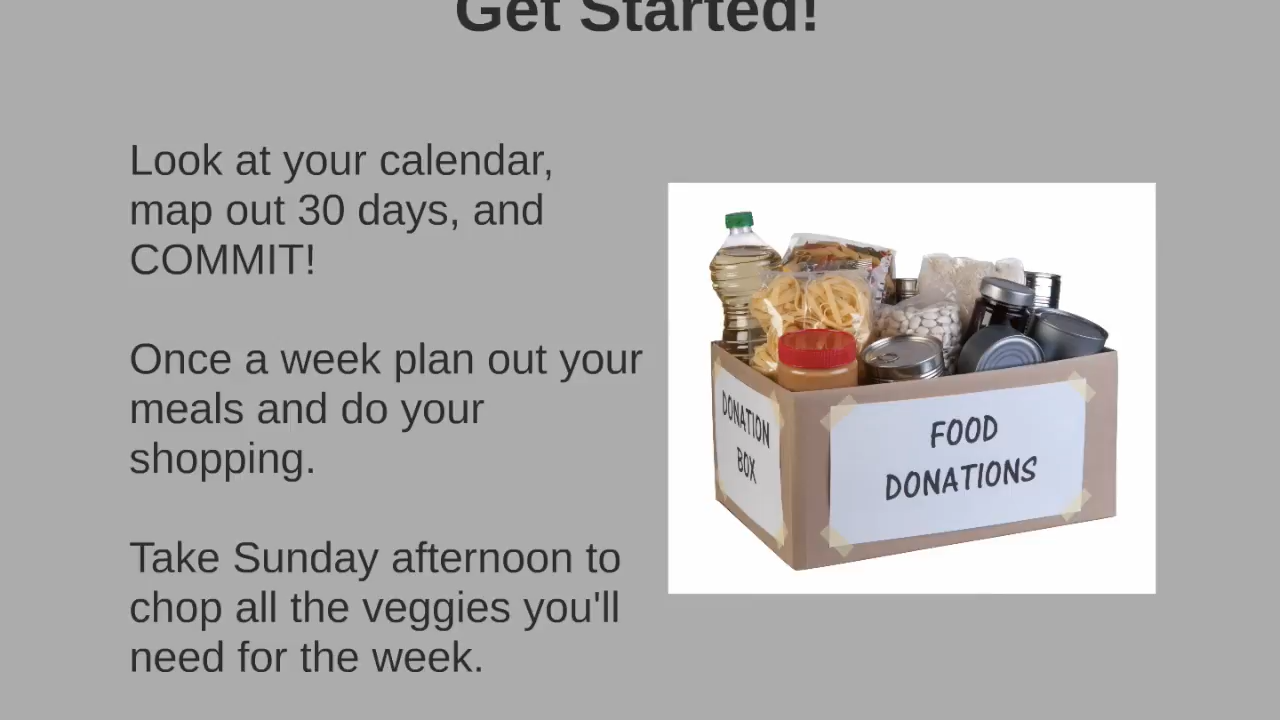 Get Started!
Look at your calendar,
map out 30 days, and
COMMIT!
Once a week plan out your
meals and do your
shopping.
Take Sunday afternoon to
chop all the veggies you'll
need for the week.
DONATION
BOX
FOOD
DONATIONS